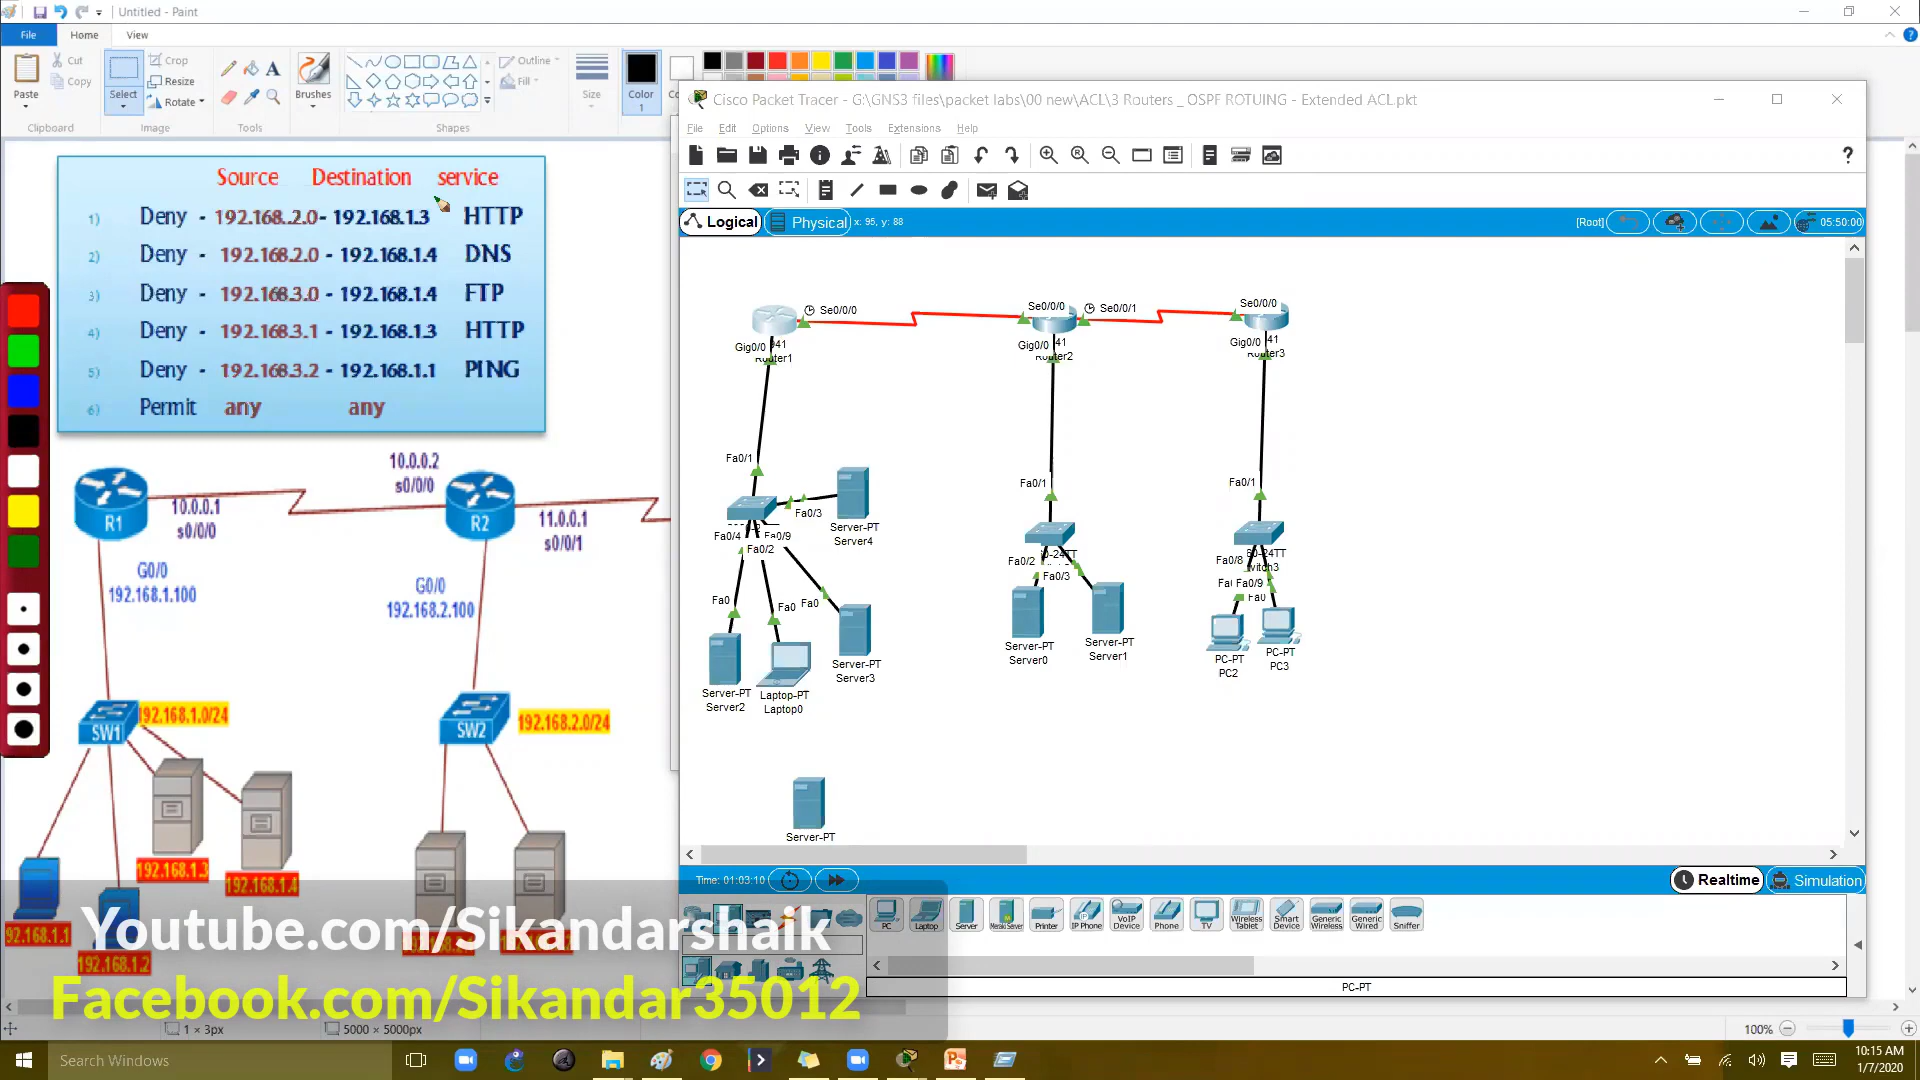 Untitled - Paint
File
Home
View
Paste
Cut
Copy
Clipboard
Select
Crop
Resize
Rotate
Image
Tools
Brushes
Shapes
Outline
Fill
Size
Color
1
Source Destination service
1) Deny - 192.168..2.0 - 192.168.1.3 HTTP
2) Deny - 192.168.2.0 - 192.168.1.4 DNS
3) Deny - 192.168.3.0 - 192.168.1.4 FTP
4) Deny - 192.168.3.1 - 192.168.1.3 HTTP
5) Deny - 192.168.3.2 - 192.168.1.1 PING
6) Permit any any
10.0.0.2
s0/0/0
R1
10.0.0.1
s0/0/0
R2
11.0.0.1
s0/0/1
G0/0
192.168.1.100
G0/0
192.168.2.100
SW1
192.168.1.0/24
SW2
192.168.2.0/24
192.168.1.3
192.168.1.4
92.168.1.1
192.168.1.2
Youtube.com/Sikandarshaik
Facebook.com/Sikandar35012
1 × 3px
5000 × 5000px
100%
Cisco Packet Tracer - G:\GNS3 files\packet labs\00 new\ACL\3 Routers _ OSPF ROTUING - Extended ACL.pkt
File Edit Options View Tools Extensions Help
Logical
Physical
x: 95, y: 88
[Root]
05:50:00
Se0/0/0
Se0/0/0
Se0/0/1
Se0/0/0
Gig0/0
Router1
Gig0/0
Router2
Gig0/0
Router3
Fa0/1
Fa0/3
Server-PT
Server4
Fa0/4
Fa0/9
Fa0/2
Fa0
Fa0
Fa0
Server-PT
Server2
Laptop-PT
Laptop0
Server-PT
Server3
Fa0/1
Fa0/2
Fa0/3
Server-PT
Server0
Server-PT
Server1
Fa0/1
Fa0/8
Fa0/9
Fa0
PC-PT
PC2
PC-PT
PC3
Server-PT
Time: 01:03:10
Realtime
Simulation
PC
Laptop
Server
Meraki Server
Printer
IP Phone
VoIP Device
Phone
TV
Wireless Tablet
Smart Device
Generic Wireless
Generic Wired
Sniffer
PC-PT
Search Windows
10:15 AM
1/7/2020